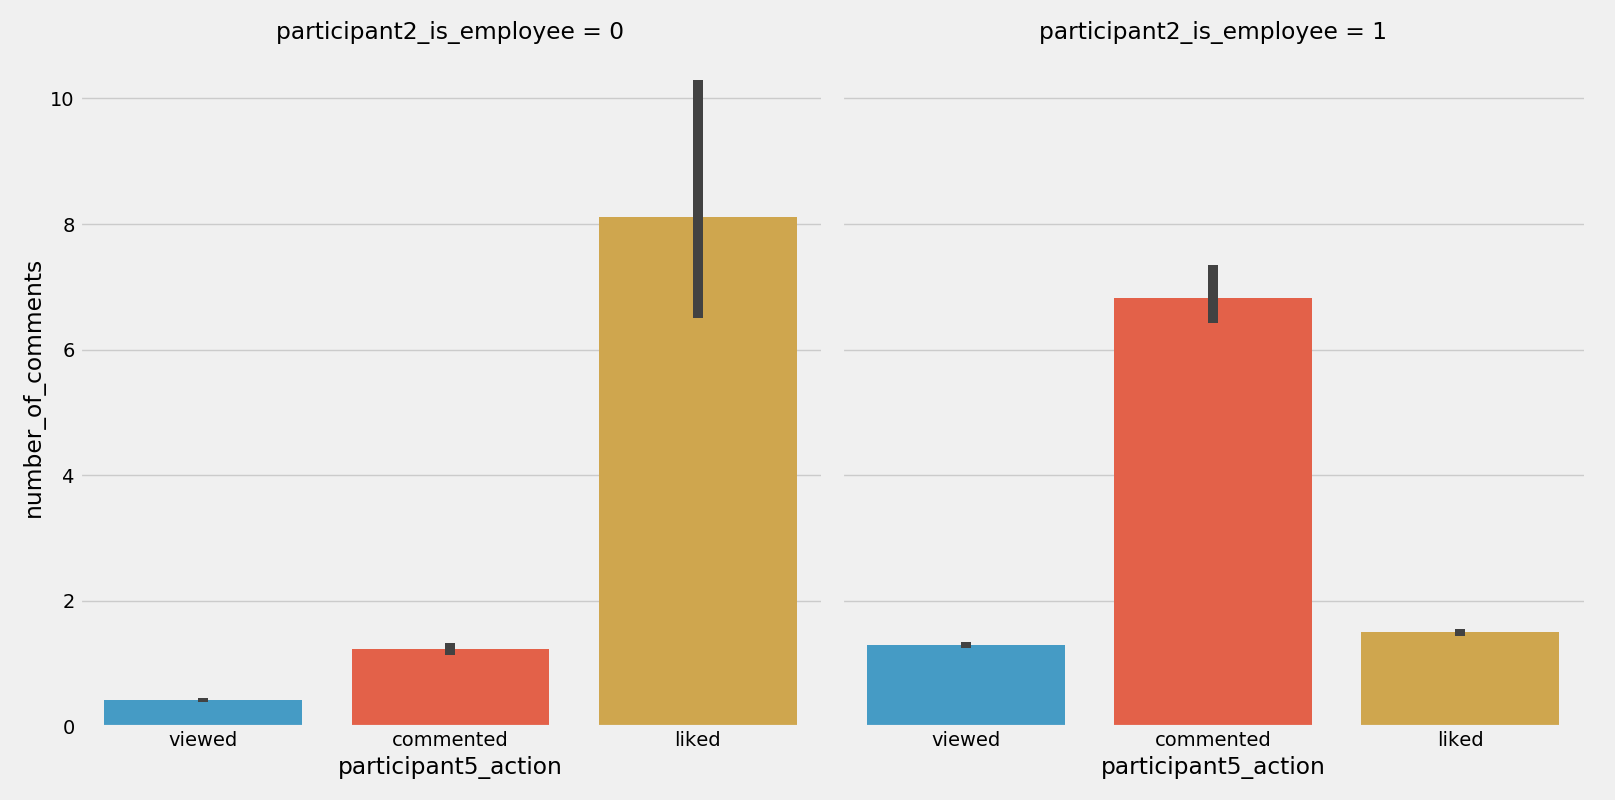 participant2_is_employee = 0
participant2_is_employee = 1
number_of_comments
10
8
6
4
2
0
viewed
commented
liked
viewed
commented
liked
participant5_action
participant5_action